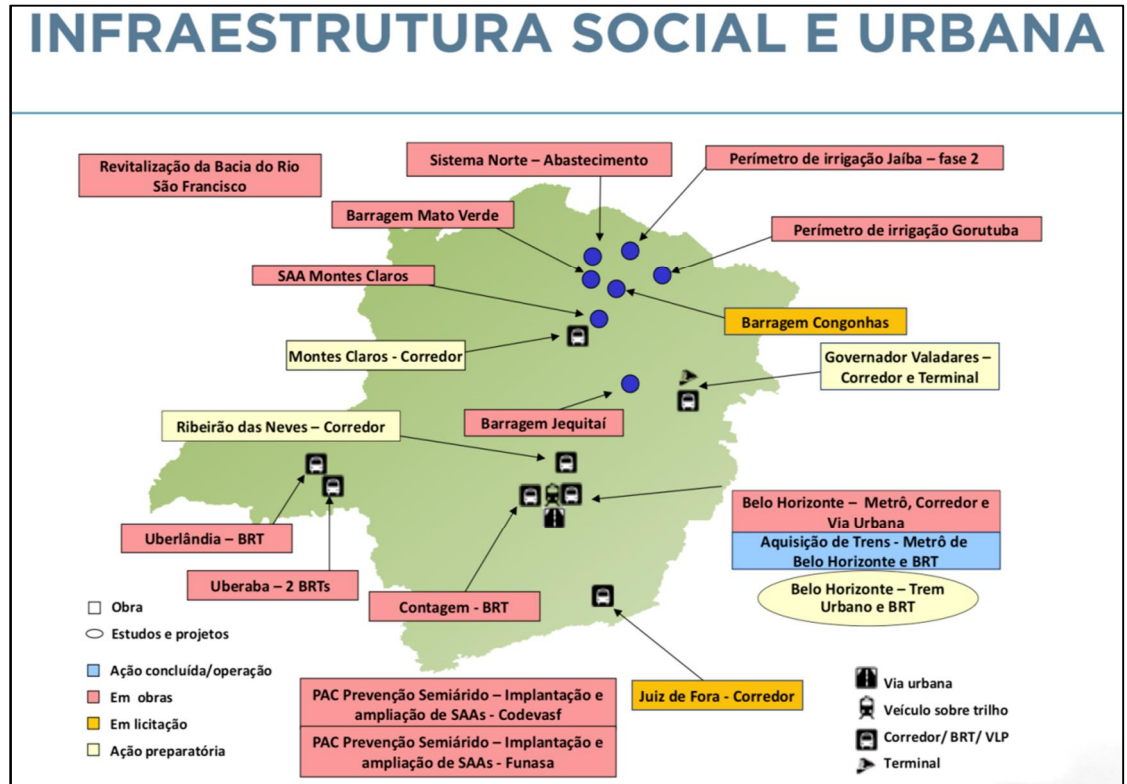 INFRAESTRUTURA SOCIAL E URBANA
Revitalização da Bacia do Rio
São Francisco
Sistema Norte – Abastecimento
Perímetro de irrigação Jaíba – fase 2
Barragem Mato Verde
Perímetro de irrigação Gorutuba
SAA Montes Claros
Barragem Congonhas
Montes Claros - Corredor
Governador Valadares –
Corredor e Terminal
Ribeirão das Neves – Corredor
Barragem Jequitaí
Belo Horizonte – Metrô, Corredor e
Via Urbana
Aquisição de Trens - Metrô de
Belo Horizonte e BRT
Belo Horizonte – Trem
Urbano e BRT
Uberlândia – BRT
Uberaba – 2 BRTs
Contagem - BRT
Juiz de Fora - Corredor
PAC Prevenção Semiárido – Implantação e
ampliação de SAAs - Codevasf
PAC Prevenção Semiárido – Implantação e
ampliação de SAAs - Funasa
Obra
Estudos e projetos
Ação concluída/operação
Em obras
Em licitação
Ação preparatória
Via urbana
Veículo sobre trilho
Corredor/ BRT/ VLP
Terminal